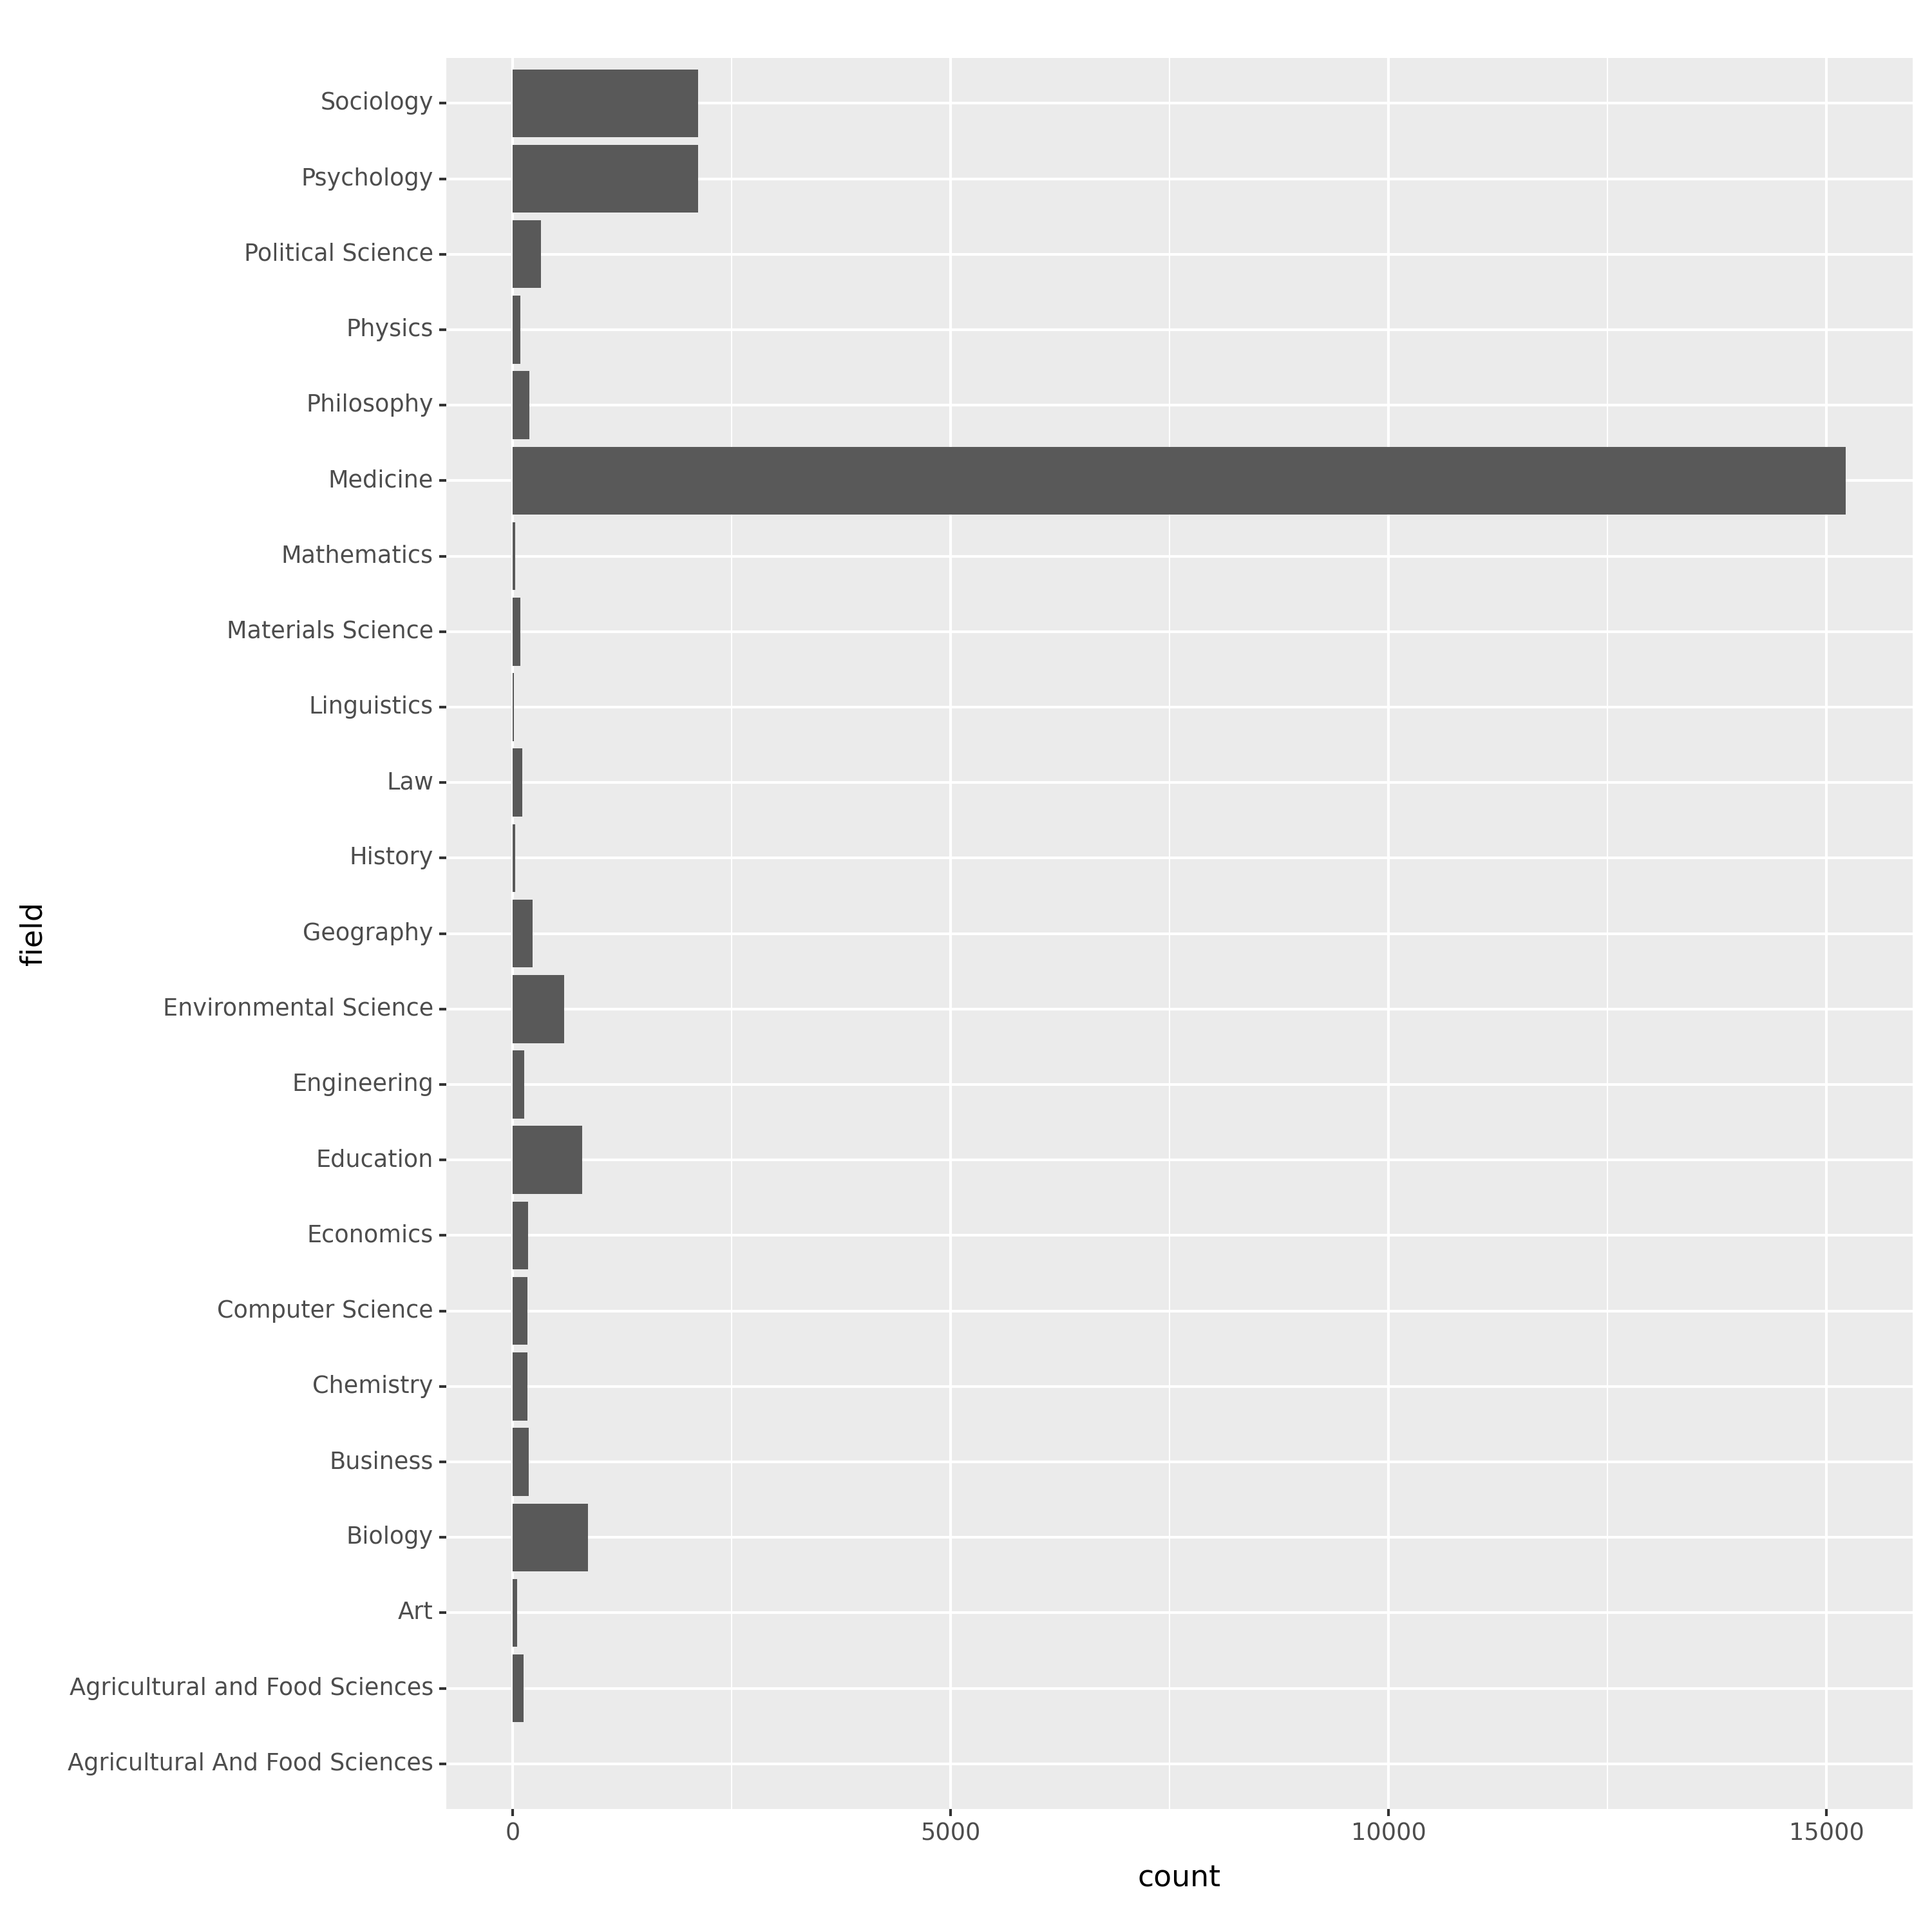 Sociology
Psychology
Political Science
Physics
Philosophy
Medicine
Mathematics
Materials Science
Linguistics
Law
History
Geography
Environmental Science
Engineering
Education
Economics
Computer Science
Chemistry
Business
Biology
Art
Agricultural and Food Sciences
Agricultural And Food Sciences
field
0 5000 10000 15000
count